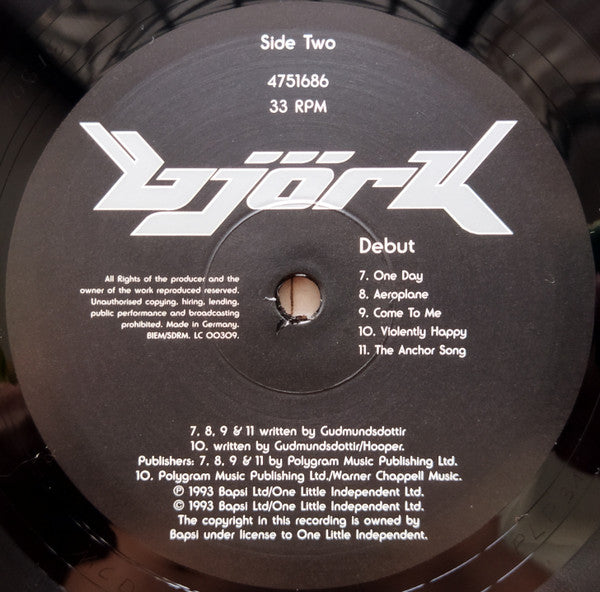 Side Two
4751686
33 RPM
björk
Debut
7. One Day
8. Aeroplane
9. Come To Me
10. Violently Happy
11. The Anchor Song
All Rights of the producer and the
owner of the work reproduced reserved.
Unauthorised copying, hiring, lending,
public performance and broadcasting
prohibited. Made in Germany.
BIEM/SDRM. LC 00309.
7, 8, 9 & 11 written by Gudmundsdottir
10. written by Gudmundsdottir/Hooper.
Publishers: 7, 8, 9 & 11 by Polygram Music Publishing Ltd.
10. Polygram Music Publishing Ltd./Warner Chappell Music.
℗ 1993 Bapsi Ltd/One Little Independent Ltd.
© 1993 Bapsi Ltd/One Little Independent Ltd.
The copyright in this recording is owned by
Bapsi under license to One Little Independent.